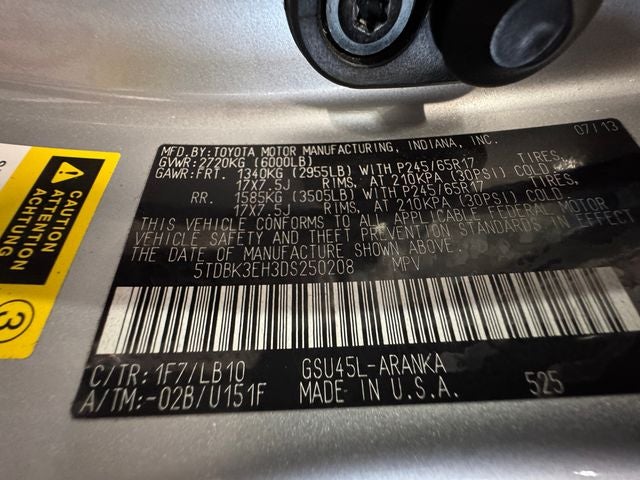 MFD.BY:TOYOTA MOTOR MANUFACTURING, INDIANA, INC. 07/13
GVWR:2720KG (6000LB)
GAWR:FRT. 1340KG (2955LB) WITH P245/65R17 TIRES,
17X7.5J RIMS, AT 210KPA (30PSI) COLD
RR. 1585KG (3505LB) WITH P245/65R17 TIRES,
17X7.5J RIMS, AT 210KPA (30PSI) COLD
THIS VEHICLE CONFORMS TO ALL APPLICABLE FEDERAL MOTOR
VEHICLE SAFETY AND THEFT PREVENTION STANDARDS IN EFFECT ON
THE DATE OF MANUFACTURE SHOWN ABOVE.
5TDBK3EH3DS250208 MPV
C/TR:1F7/LB10 GSU45L-ARANKA
A/TM:-02B/U151F MADE IN U.S.A. 525
CAUTION
ATTENTION
ACHTUNG
3